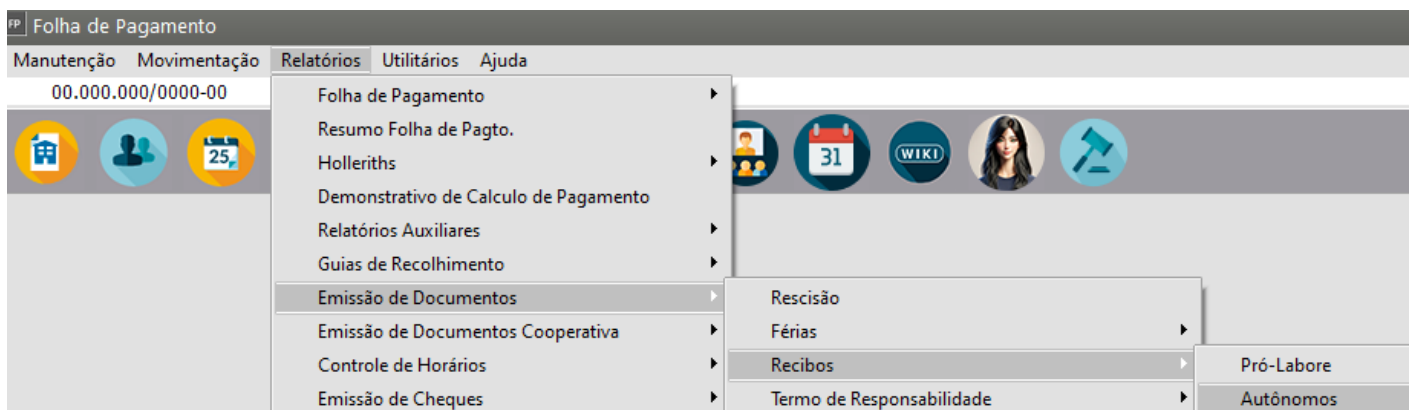 FP Folha de Pagamento
Manutenção Movimentação Relatórios Utilitários Ajuda
00.000.000/0000-00
Folha de Pagamento
Resumo Folha de Pagto.
25
31
WIKI
Holleriths
Demonstrativo de Calculo de Pagamento
Relatórios Auxiliares
Guias de Recolhimento
Emissão de Documentos
Emissão de Documentos Cooperativa
Controle de Horários
Emissão de Cheques
Rescisão
Férias
Recibos
Termo de Responsabilidade
Pró-Labore
Autônomos